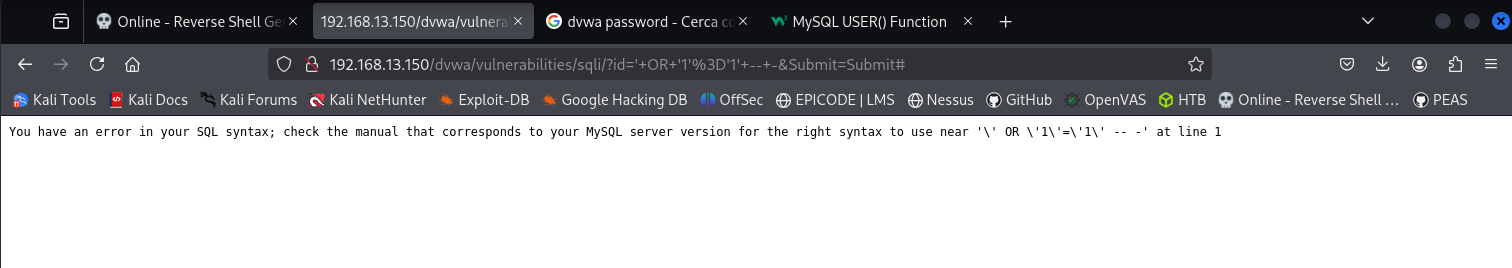 Online - Reverse Shell Ge
192.168.13.150/dvwa/vulnera
dvwa password - Cerca co
MySQL USER() Function
192.168.13.150/dvwa/vulnerabilities/sqli/?id='+OR+'1'%3D'1'+--+-&Submit=Submit#
Kali Tools
Kali Docs
Kali Forums
Kali NetHunter
Exploit-DB
Google Hacking DB
OffSec
EPICODE | LMS
Nessus
GitHub
OpenVAS
HTB
Online - Reverse Shell ...
PEAS
You have an error in your SQL syntax; check the manual that corresponds to your MySQL server version for the right syntax to use near '\' OR \'1\'=\'1\' -- -' at line 1